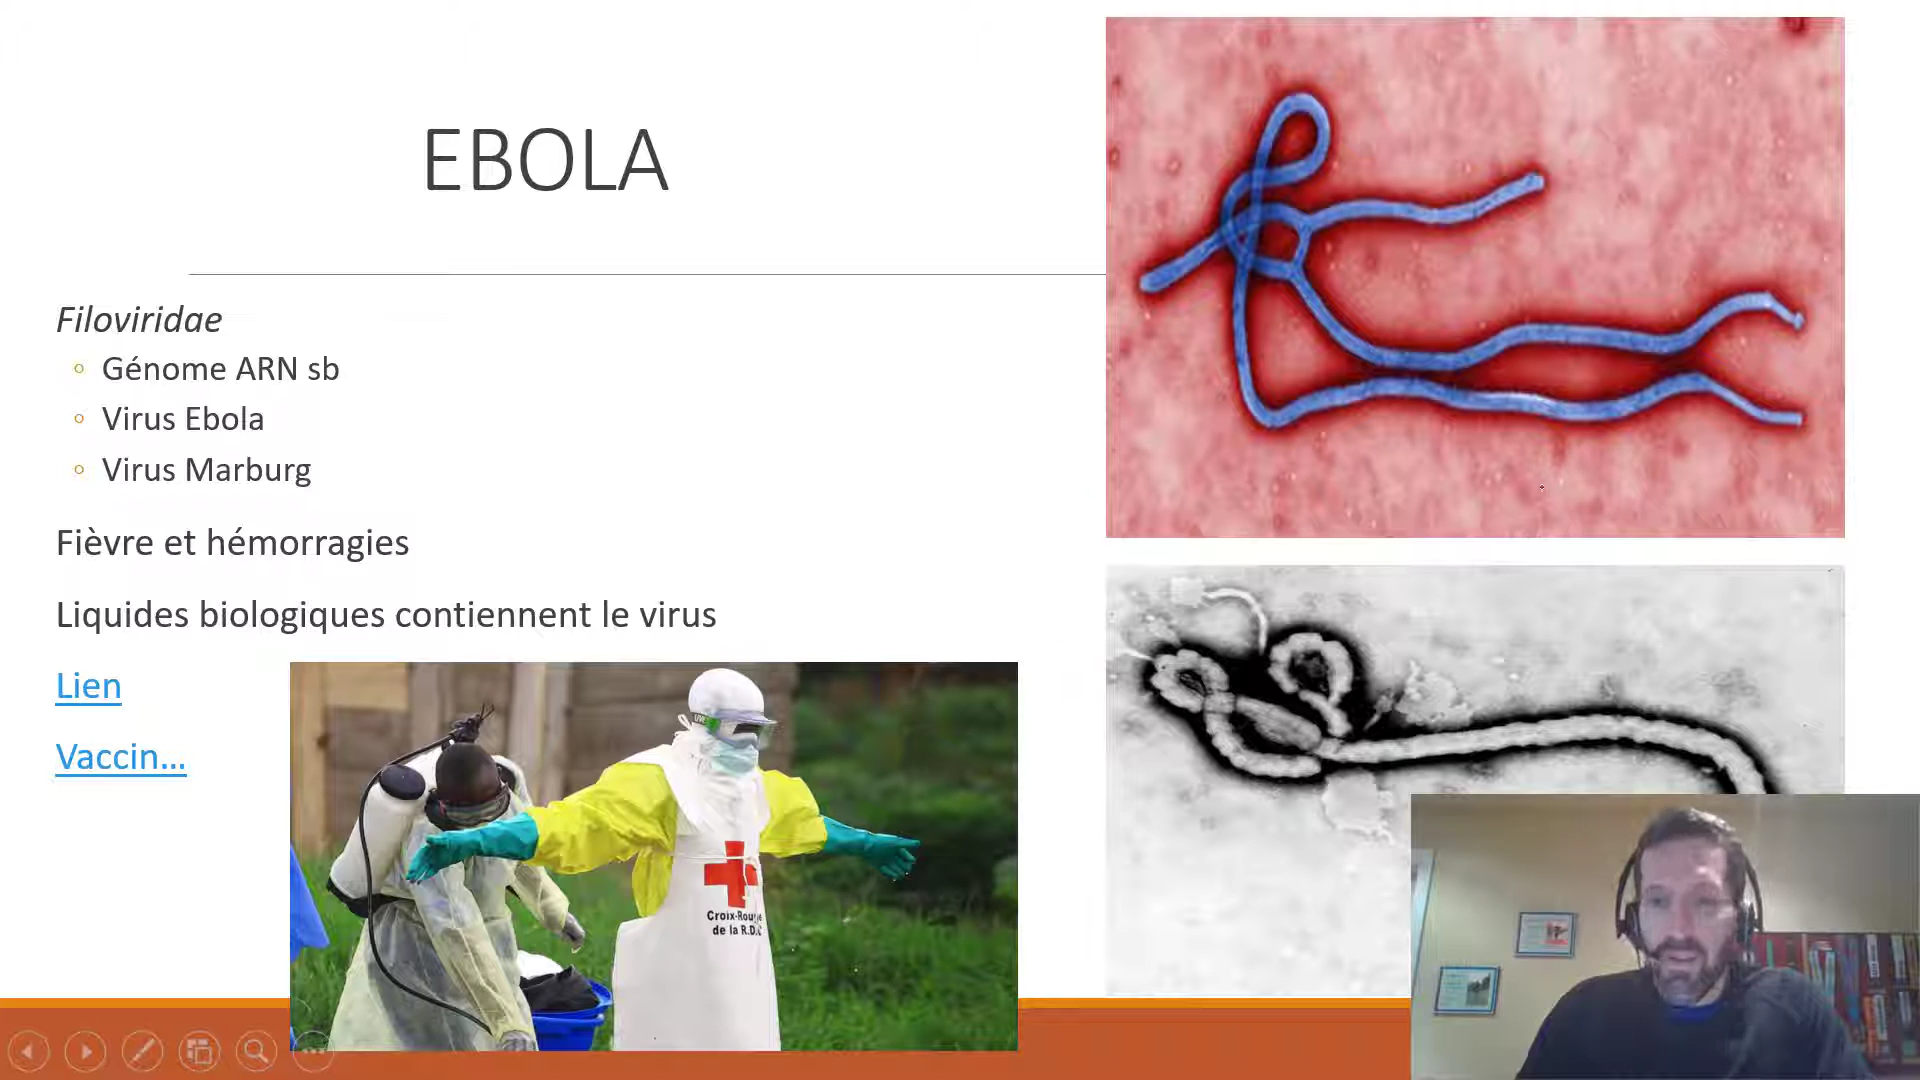 EBOLA
Filoviridae
Génome ARN sb
Virus Ebola
Virus Marburg
Fièvre et hémorragies
Liquides biologiques contiennent le virus
Lien
Vaccin...
Croix-Rouge
de la R.D.C